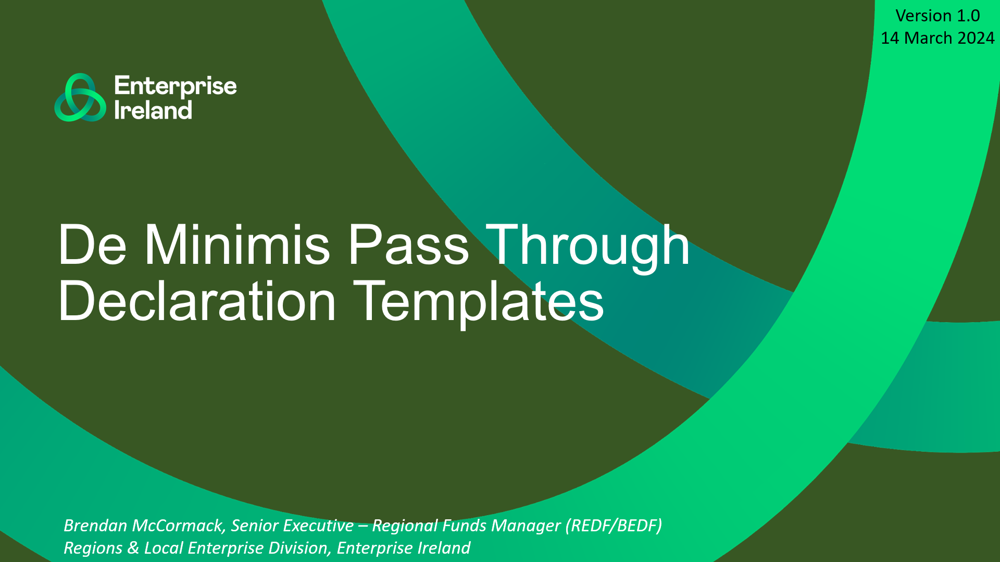 Version 1.0
14 March 2024
Enterprise
Ireland
De Minimis Pass Through
Declaration Templates
Brendan McCormack, Senior Executive – Regional Funds Manager (REDF/BEDF)
Regions & Local Enterprise Division, Enterprise Ireland